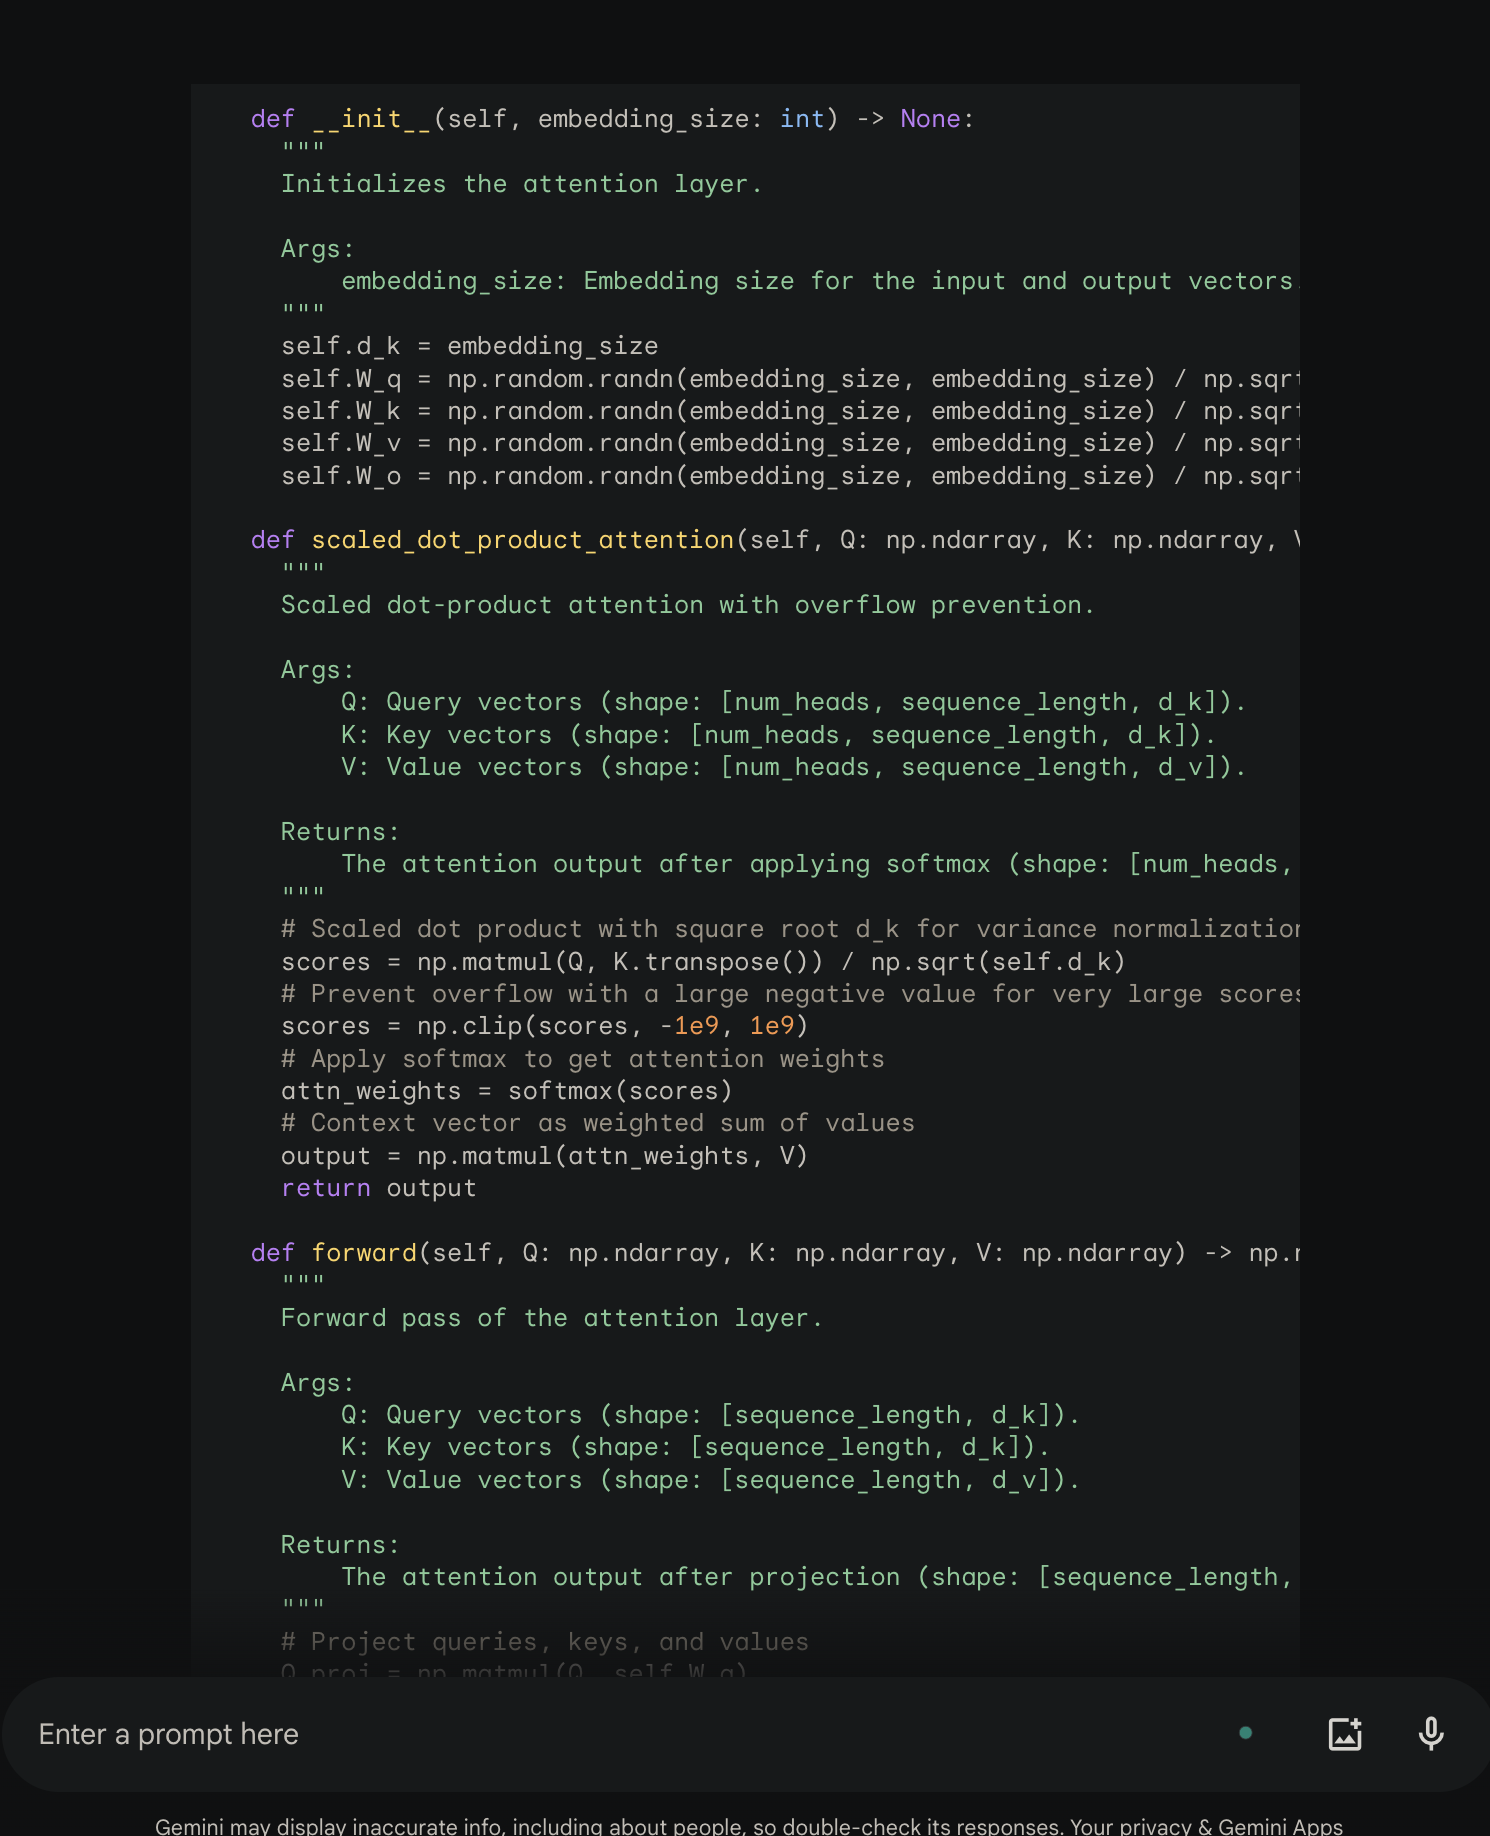 def __init__(self, embedding_size: int) -> None:
"""
Initializes the attention layer.
Args:
embedding_size: Embedding size for the input and output vectors.
"""
self.d_k = embedding_size
self.W_q = np.random.randn(embedding_size, embedding_size) / np.sqrt
self.W_k = np.random.randn(embedding_size, embedding_size) / np.sqrt
self.W_v = np.random.randn(embedding_size, embedding_size) / np.sqrt
self.W_o = np.random.randn(embedding_size, embedding_size) / np.sqrt
def scaled_dot_product_attention(self, Q: np.ndarray, K: np.ndarray, V
"""
Scaled dot-product attention with overflow prevention.
Args:
Q: Query vectors (shape: [num_heads, sequence_length, d_k]).
K: Key vectors (shape: [num_heads, sequence_length, d_k]).
V: Value vectors (shape: [num_heads, sequence_length, d_v]).
Returns:
The attention output after applying softmax (shape: [num_heads,
"""
# Scaled dot product with square root d_k for variance normalization
scores = np.matmul(Q, K.transpose()) / np.sqrt(self.d_k)
# Prevent overflow with a large negative value for very large scores
scores = np.clip(scores, -1e9, 1e9)
# Apply softmax to get attention weights
attn_weights = softmax(scores)
# Context vector as weighted sum of values
output = np.matmul(attn_weights, V)
return output
def forward(self, Q: np.ndarray, K: np.ndarray, V: np.ndarray) -> np.n
"""
Forward pass of the attention layer.
Args:
Q: Query vectors (shape: [sequence_length, d_k]).
K: Key vectors (shape: [sequence_length, d_k]).
V: Value vectors (shape: [sequence_length, d_v]).
Returns:
The attention output after projection (shape: [sequence_length,
"""
# Project queries, keys, and values
Q_proj = np.matmul(Q, self.W_q)
Enter a prompt here
Gemini may display inaccurate info, including about people, so double-check its responses. Your privacy & Gemini Apps